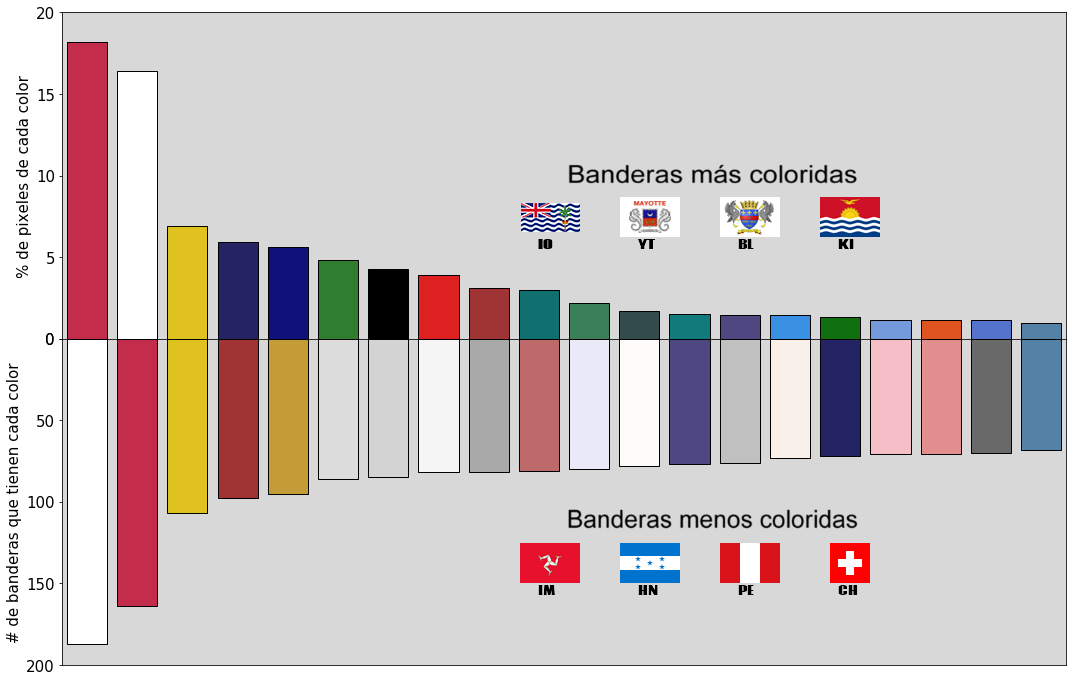 % de pixeles de cada color
# de banderas que tienen cada color
20
15
10
5
0
50
100
150
200
Banderas más coloridas
MAYOTTE
IO YT BL KI
Banderas menos coloridas
IM HN PE CH